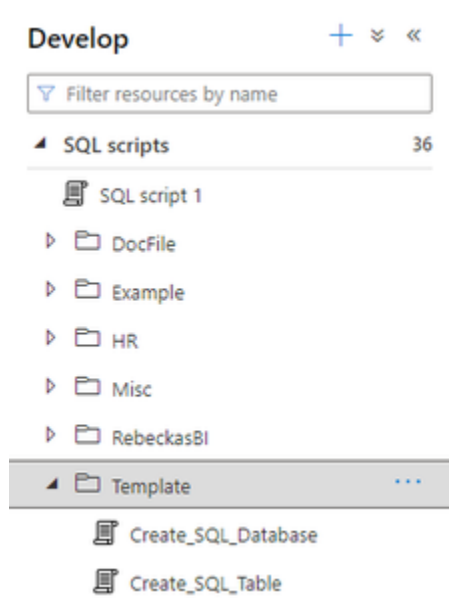 Develop
Filter resources by name
SQL scripts 36
SQL script 1
DocFile
Example
HR
Misc
RebeckasBI
Template ...
Create_SQL_Database
Create_SQL_Table